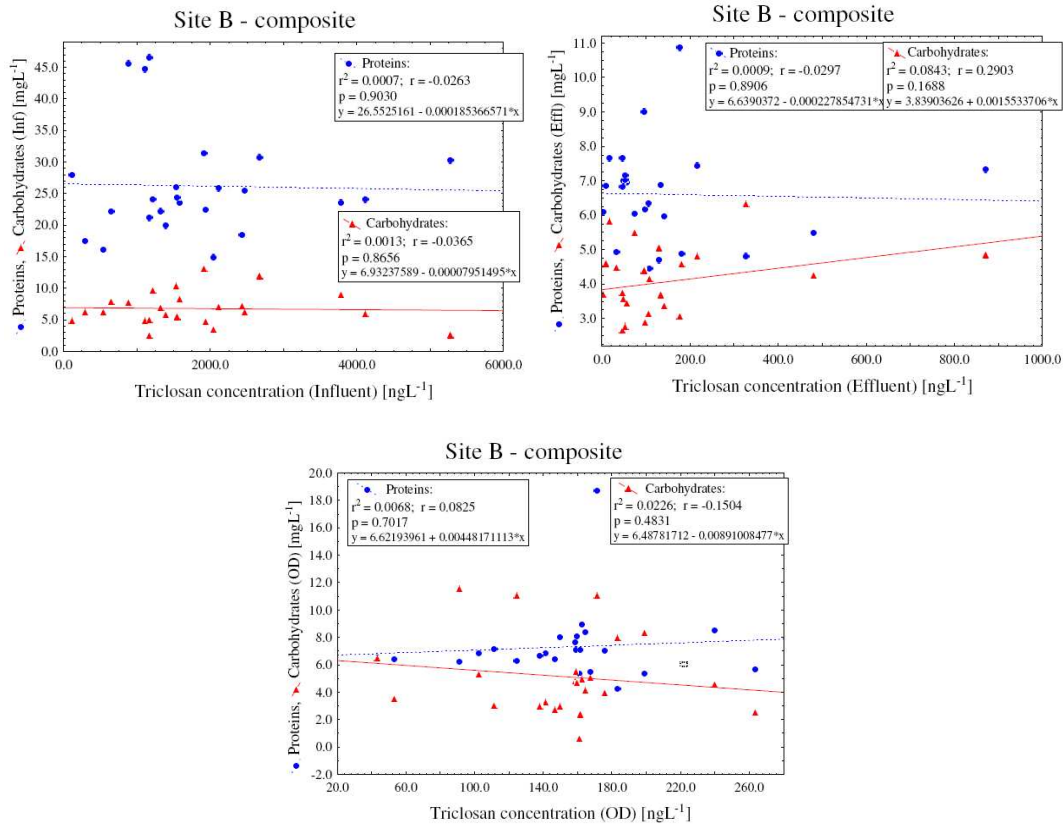 Site B - composite
Proteins, Carbohydrates (Inf) [mgL-1]
45.0
40.0
35.0
30.0
25.0
20.0
15.0
10.0
5.0
0.0
Proteins:
r2 = 0.0007; r = -0.0263
p = 0.9030
y = 26.5525161 - 0.000185366571*x
Carbohydrates:
r2 = 0.0013; r = -0.0365
p = 0.8656
y = 6.93237589 - 0.00007951495*x
0.0 2000.0 4000.0 6000.0
Triclosan concentration (Influent) [ngL-1]
Site B - composite
Proteins, Carbohydrates (Effl) [mgL-1]
11.0
10.0
9.0
8.0
7.0
6.0
5.0
4.0
3.0
Proteins:
r2 = 0.0009; r = -0.0297
p = 0.8906
y = 6.6390372 - 0.000227854731*x
Carbohydrates:
r2 = 0.0843; r = 0.2903
p = 0.1688
y = 3.83903626 + 0.0015533706*x
0.0 200.0 400.0 600.0 800.0 1000.0
Triclosan concentration (Effluent) [ngL-1]
Site B - composite
Proteins, Carbohydrates (OD) [mgL-1]
20.0
18.0
16.0
14.0
12.0
10.0
8.0
6.0
4.0
2.0
0.0
-2.0
Proteins:
r2 = 0.0068; r = 0.0825
p = 0.7017
y = 6.62193961 + 0.00448171113*x
Carbohydrates:
r2 = 0.0226; r = -0.1504
p = 0.4831
y = 6.48781712 - 0.00891008477*x
20.0 60.0 100.0 140.0 180.0 220.0 260.0
Triclosan concentration (OD) [ngL-1]